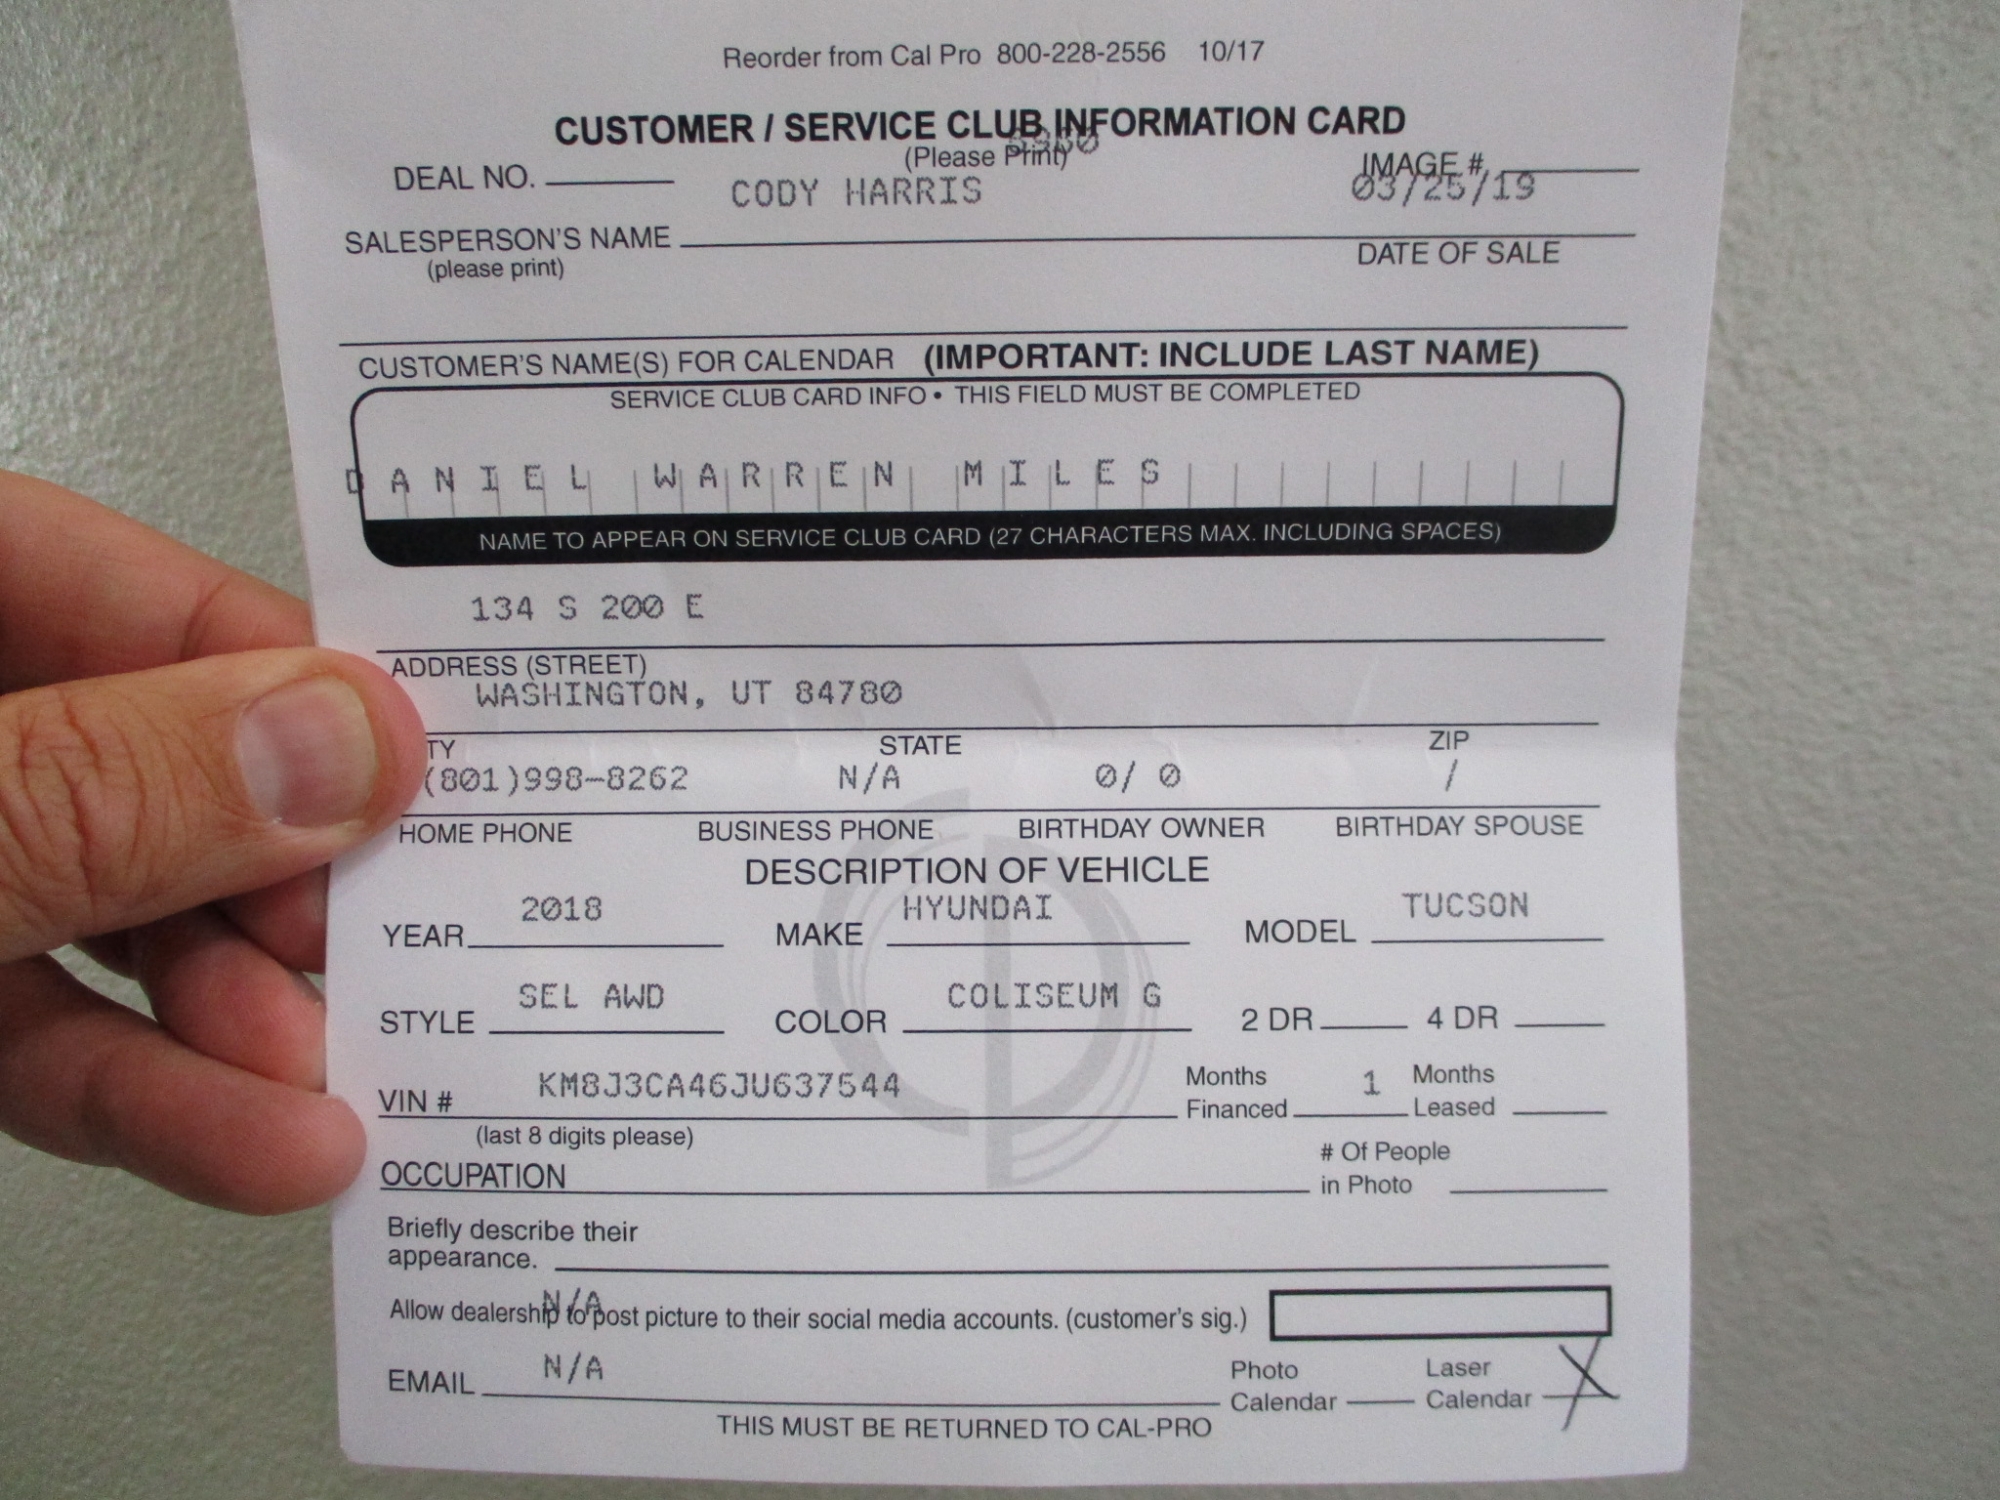 Reorder from Cal Pro 800-228-2556 10/17
CUSTOMER / SERVICE CLUB INFORMATION CARD
(Please Print)
DEAL NO. IMAGE #
CODY HARRIS 03/25/19
SALESPERSON'S NAME
(please print) DATE OF SALE
CUSTOMER'S NAME(S) FOR CALENDAR (IMPORTANT: INCLUDE LAST NAME)
SERVICE CLUB CARD INFO • THIS FIELD MUST BE COMPLETED
DANIEL WARREN MILES
NAME TO APPEAR ON SERVICE CLUB CARD (27 CHARACTERS MAX. INCLUDING SPACES)
134 S 200 E
ADDRESS (STREET)
WASHINGTON, UT 84780
TY STATE ZIP
(801)998-8262 N/A 0/ 0 /
HOME PHONE BUSINESS PHONE BIRTHDAY OWNER BIRTHDAY SPOUSE
DESCRIPTION OF VEHICLE
YEAR 2018 MAKE HYUNDAI MODEL TUCSON
STYLE SEL AWD COLOR COLISEUM G 2 DR 4 DR
VIN # KM8J3CA46JU637544 Months Financed 1 Months Leased
(last 8 digits please)
OCCUPATION # Of People in Photo
Briefly describe their
appearance.
N/A
Allow dealership to post picture to their social media accounts. (customer's sig.)
EMAIL N/A Photo Calendar Laser Calendar X
THIS MUST BE RETURNED TO CAL-PRO